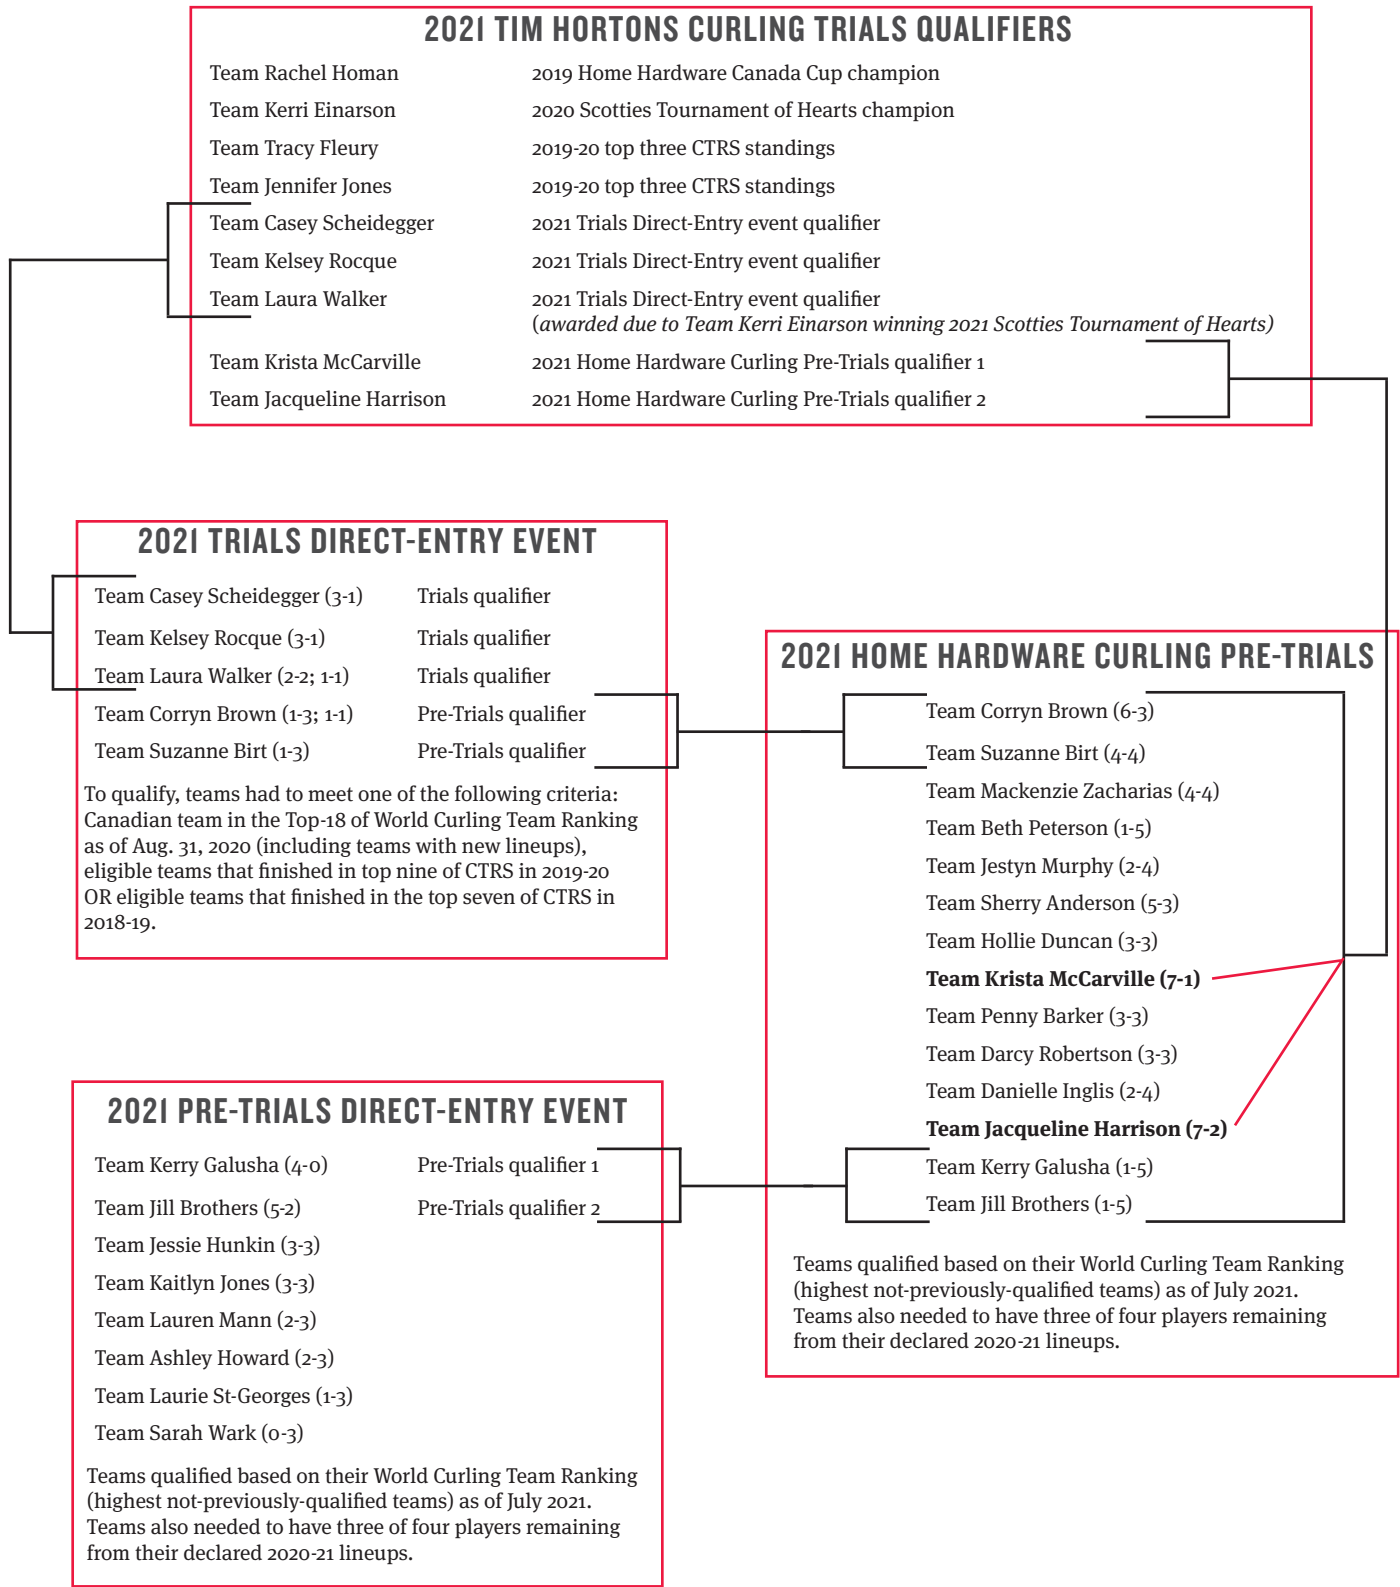 2021 TIM HORTONS CURLING TRIALS QUALIFIERS
Team Rachel Homan 2019 Home Hardware Canada Cup champion
Team Kerri Einarson 2020 Scotties Tournament of Hearts champion
Team Tracy Fleury 2019-20 top three CTRS standings
Team Jennifer Jones 2019-20 top three CTRS standings
Team Casey Scheidegger 2021 Trials Direct-Entry event qualifier
Team Kelsey Rocque 2021 Trials Direct-Entry event qualifier
Team Laura Walker 2021 Trials Direct-Entry event qualifier
(awarded due to Team Kerri Einarson winning 2021 Scotties Tournament of Hearts)
Team Krista McCarville 2021 Home Hardware Curling Pre-Trials qualifier 1
Team Jacqueline Harrison 2021 Home Hardware Curling Pre-Trials qualifier 2
2021 TRIALS DIRECT-ENTRY EVENT
Team Casey Scheidegger (3-1) Trials qualifier
Team Kelsey Rocque (3-1) Trials qualifier
Team Laura Walker (2-2; 1-1) Trials qualifier
Team Corryn Brown (1-3; 1-1) Pre-Trials qualifier
Team Suzanne Birt (1-3) Pre-Trials qualifier
To qualify, teams had to meet one of the following criteria:
Canadian team in the Top-18 of World Curling Team Ranking
as of Aug. 31, 2020 (including teams with new lineups),
eligible teams that finished in top nine of CTRS in 2019-20
OR eligible teams that finished in the top seven of CTRS in
2018-19.
2021 HOME HARDWARE CURLING PRE-TRIALS
Team Corryn Brown (6-3)
Team Suzanne Birt (4-4)
Team Mackenzie Zacharias (4-4)
Team Beth Peterson (1-5)
Team Jestyn Murphy (2-4)
Team Sherry Anderson (5-3)
Team Hollie Duncan (3-3)
Team Krista McCarville (7-1)
Team Penny Barker (3-3)
Team Darcy Robertson (3-3)
Team Danielle Inglis (2-4)
Team Jacqueline Harrison (7-2)
Team Kerry Galusha (1-5)
Team Jill Brothers (1-5)
Teams qualified based on their World Curling Team Ranking
(highest not-previously-qualified teams) as of July 2021.
Teams also needed to have three of four players remaining
from their declared 2020-21 lineups.
2021 PRE-TRIALS DIRECT-ENTRY EVENT
Team Kerry Galusha (4-0) Pre-Trials qualifier 1
Team Jill Brothers (5-2) Pre-Trials qualifier 2
Team Jessie Hunkin (3-3)
Team Kaitlyn Jones (3-3)
Team Lauren Mann (2-3)
Team Ashley Howard (2-3)
Team Laurie St-Georges (1-3)
Team Sarah Wark (0-3)
Teams qualified based on their World Curling Team Ranking
(highest not-previously-qualified teams) as of July 2021.
Teams also needed to have three of four players remaining
from their declared 2020-21 lineups.